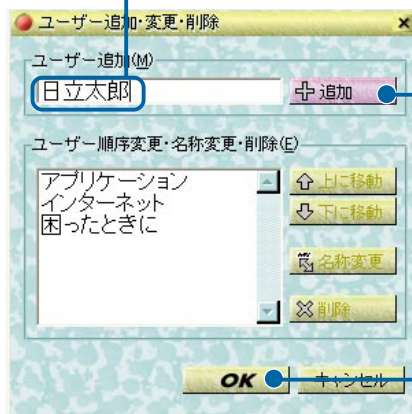 ユーザー追加・変更・削除
ユーザー追加(M)
日立太郎
追加
ユーザー順序変更・名称変更・削除(E)
アプリケーション
インターネット
困ったときに
上に移動
下に移動
名称変更
削除
OK
キャンセル